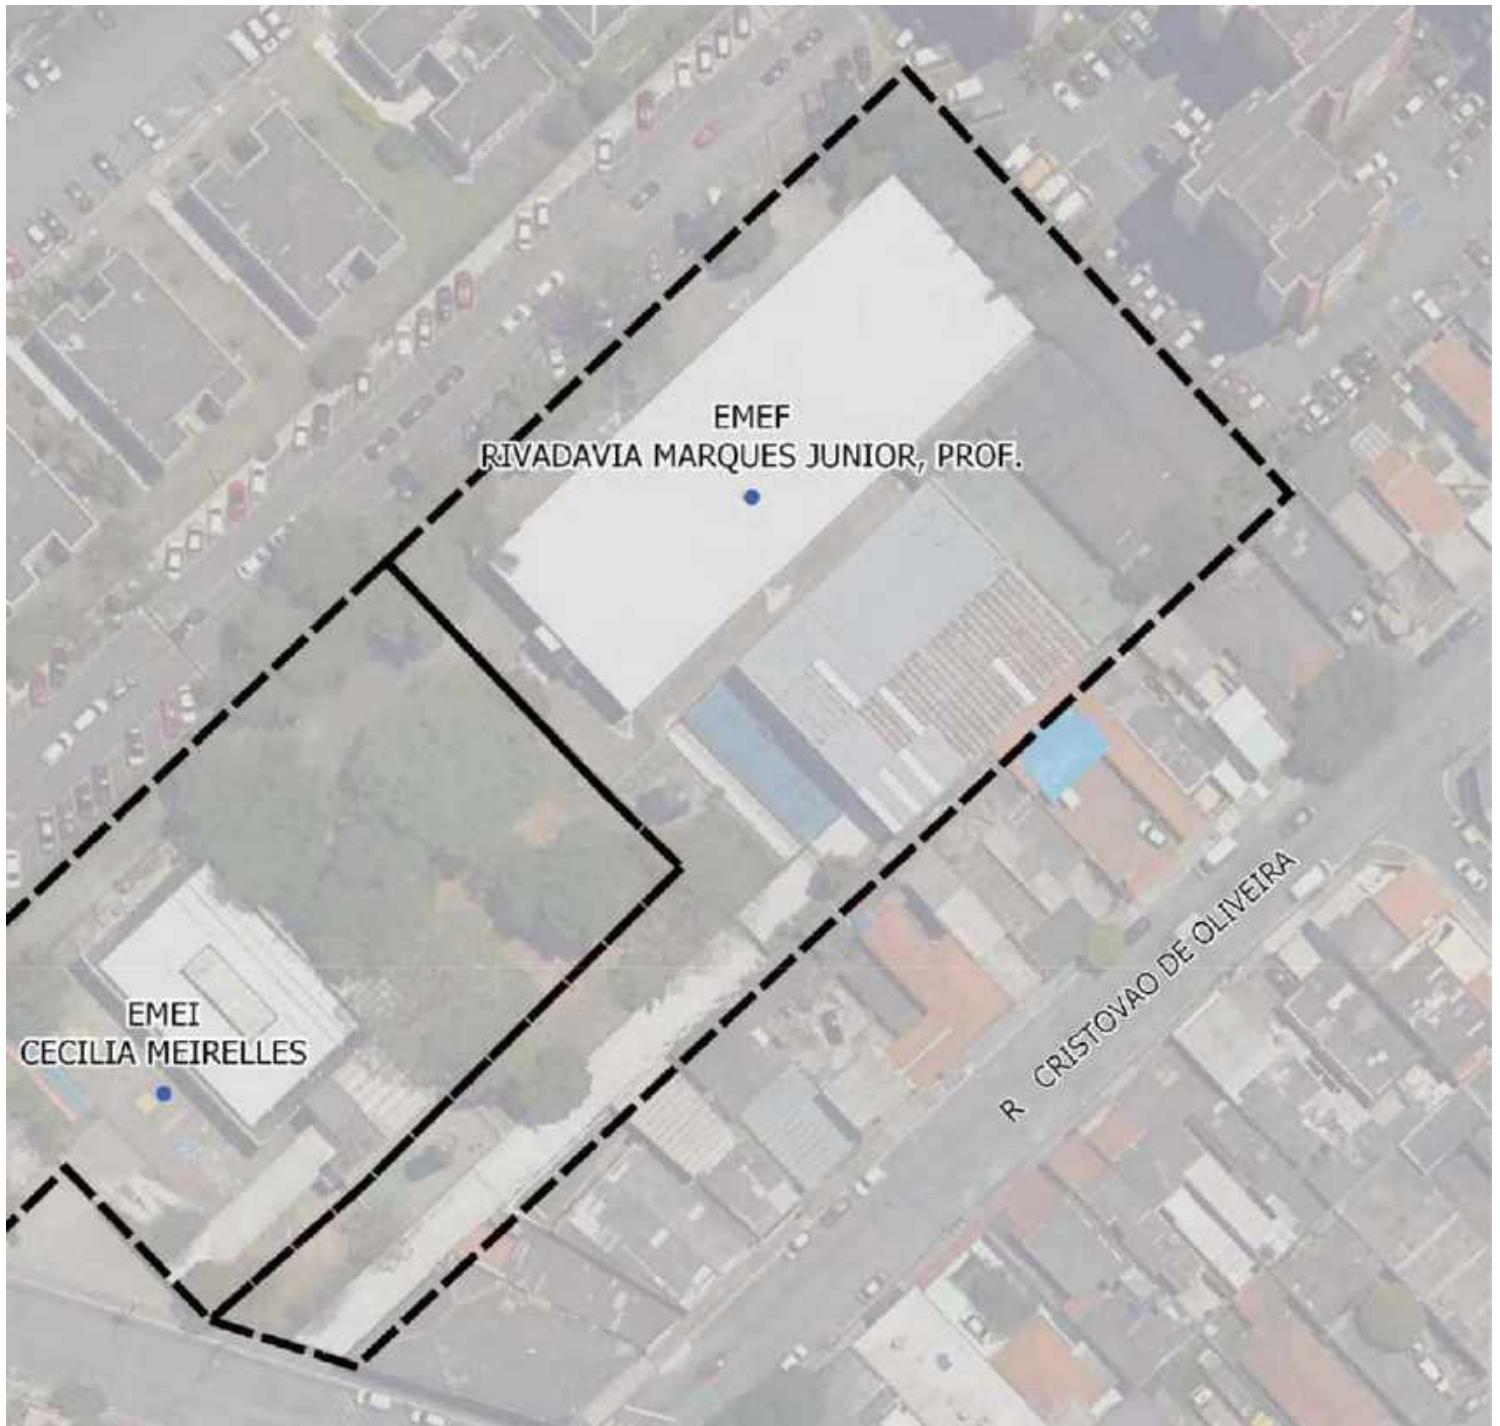 EMEF
RIVADAVIA MARQUES JUNIOR, PROF.
EMEI
CECILIA MEIRELLES
R CRISTOVAO DE OLIVEIRA